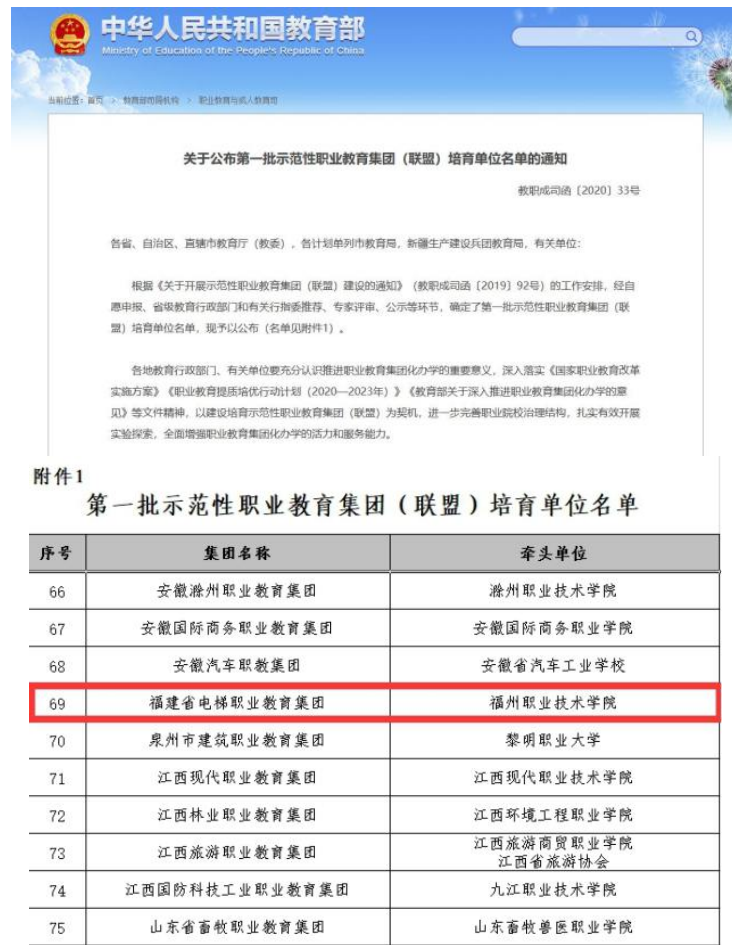 中华人民共和国教育部
Ministry of Education of the People's Republic of China
当前位置：首页 > 教育部司局机构 > 职业教育与成人教育司
关于公布第一批示范性职业教育集团（联盟）培育单位名单的通知
教职成司函〔2020〕33号
各省、自治区、直辖市教育厅（教委），各计划单列市教育局，新疆生产建设兵团教育局，有关单位：
根据《关于开展示范性职业教育集团（联盟）建设的通知》（教职成司函〔2019〕92号）的工作安排，经自
愿申报、省级教育行政部门和有关行指委推荐、专家评审、公示等环节，确定了第一批示范性职业教育集团（联
盟）培育单位名单，现予以公布（名单见附件1）。
各地教育行政部门、有关单位要充分认识推进职业教育集团化办学的重要意义，深入落实《国家职业教育改革
实施方案》《职业教育提质培优行动计划（2020—2023年）》《教育部关于深入推进职业教育集团化办学的意
见》等文件精神，以建设培育示范性职业教育集团（联盟）为契机，进一步完善职业院校治理结构，扎实有效开展
实验探索，全面增强职业教育集团化办学的活力和服务能力。
附件1
第一批示范性职业教育集团（联盟）培育单位名单
序号 集团名称 牵头单位
66 安徽滁州职业教育集团 滁州职业技术学院
67 安徽国际商务职业教育集团 安徽国际商务职业学院
68 安徽汽车职教集团 安徽省汽车工业学校
69 福建省电梯职业教育集团 福州职业技术学院
70 泉州市建筑职业教育集团 黎明职业大学
71 江西现代职业教育集团 江西现代职业技术学院
72 江西林业职业教育集团 江西环境工程职业学院
73 江西旅游职业教育集团 江西旅游商贸职业学院
江西省旅游协会
74 江西国防科技工业职业教育集团 九江职业技术学院
75 山东省畜牧职业教育集团 山东畜牧兽医职业学院